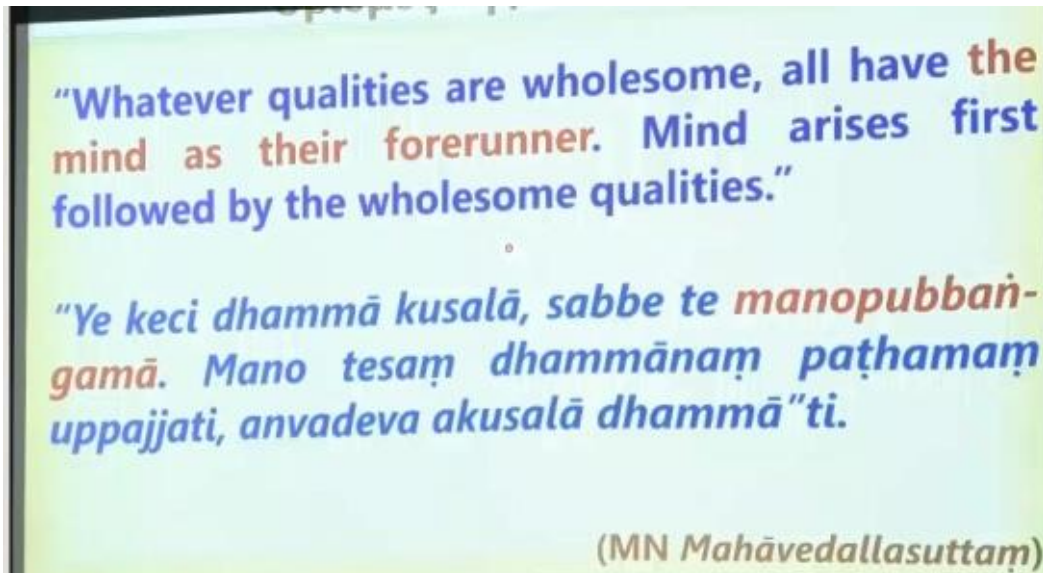 “Whatever qualities are wholesome, all have the
mind as their forerunner. Mind arises first
followed by the wholesome qualities.”
“Ye keci dhammā kusalā, sabbe te manopubbaṅ-
gamā. Mano tesaṃ dhammānaṃ paṭhamaṃ
uppajjati, anvadeva akusalā dhammā”ti.
(MN Mahāvedallasuttaṃ)